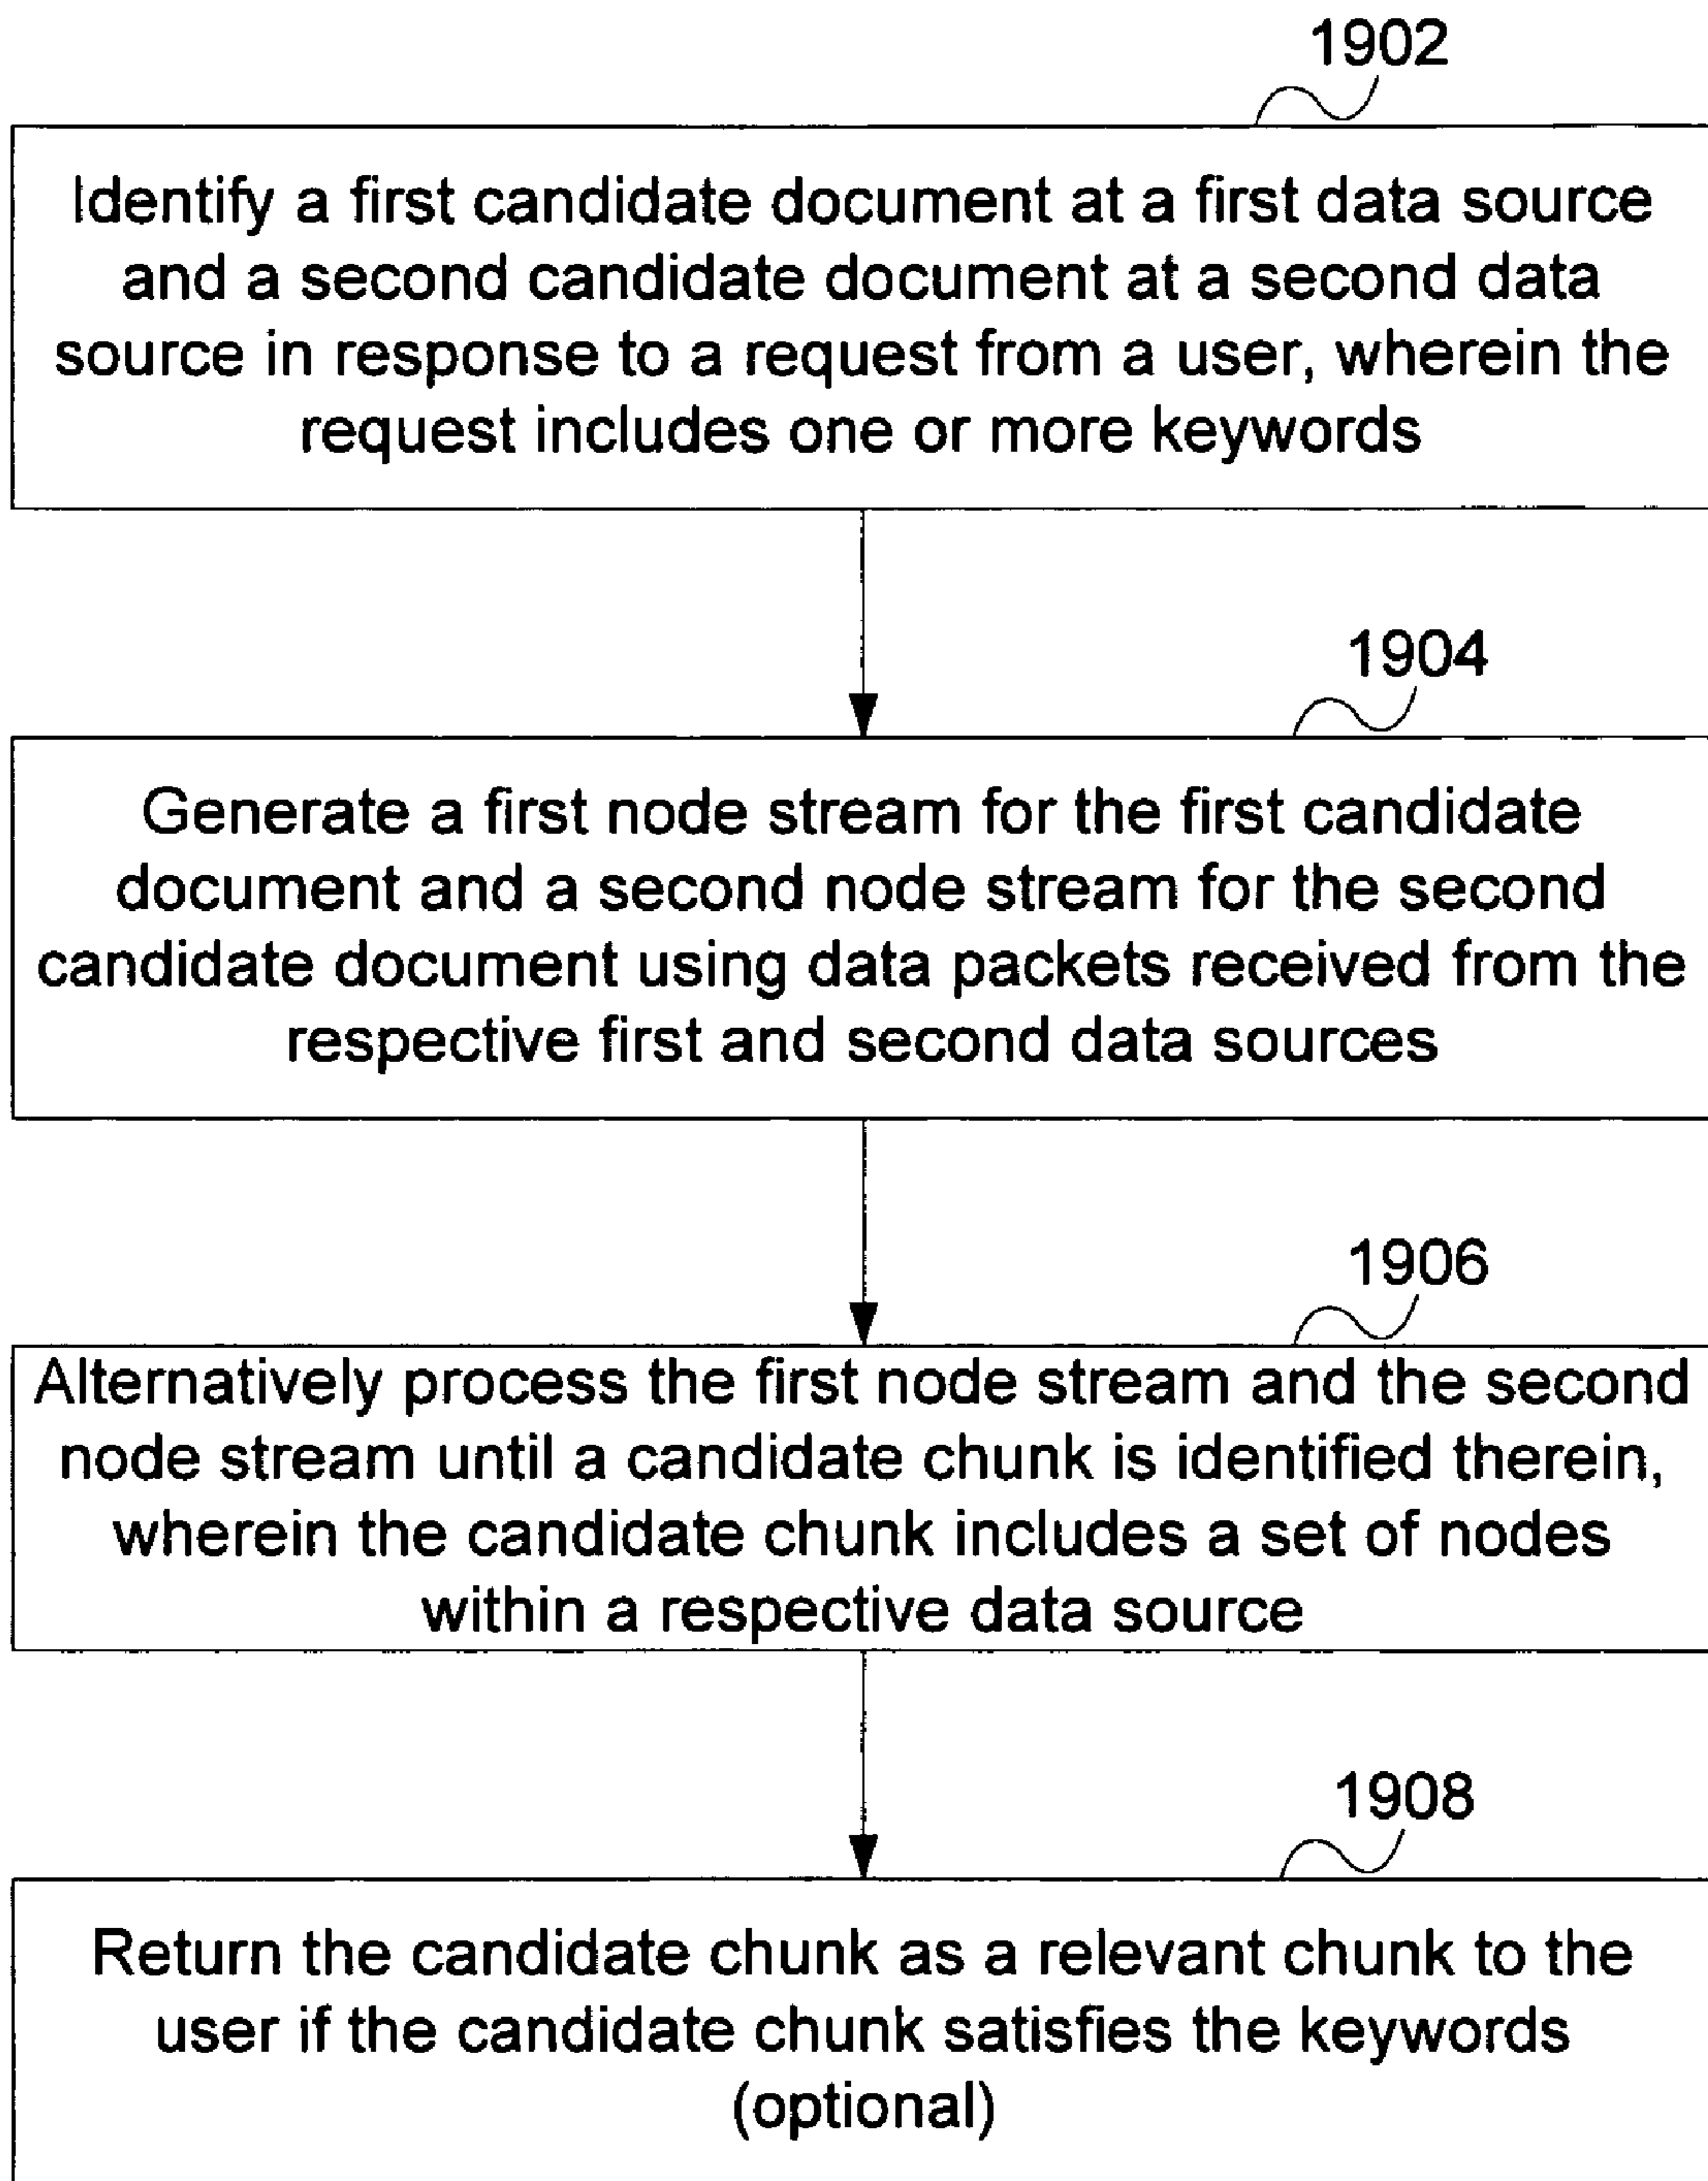 1902
Identify a first candidate document at a first data source
and a second candidate document at a second data
source in response to a request from a user, wherein the
request includes one or more keywords
1904
Generate a first node stream for the first candidate
document and a second node stream for the second
candidate document using data packets received from the
respective first and second data sources
1906
Alternatively process the first node stream and the second
node stream until a candidate chunk is identified therein,
wherein the candidate chunk includes a set of nodes
within a respective data source
1908
Return the candidate chunk as a relevant chunk to the
user if the candidate chunk satisfies the keywords
(optional)